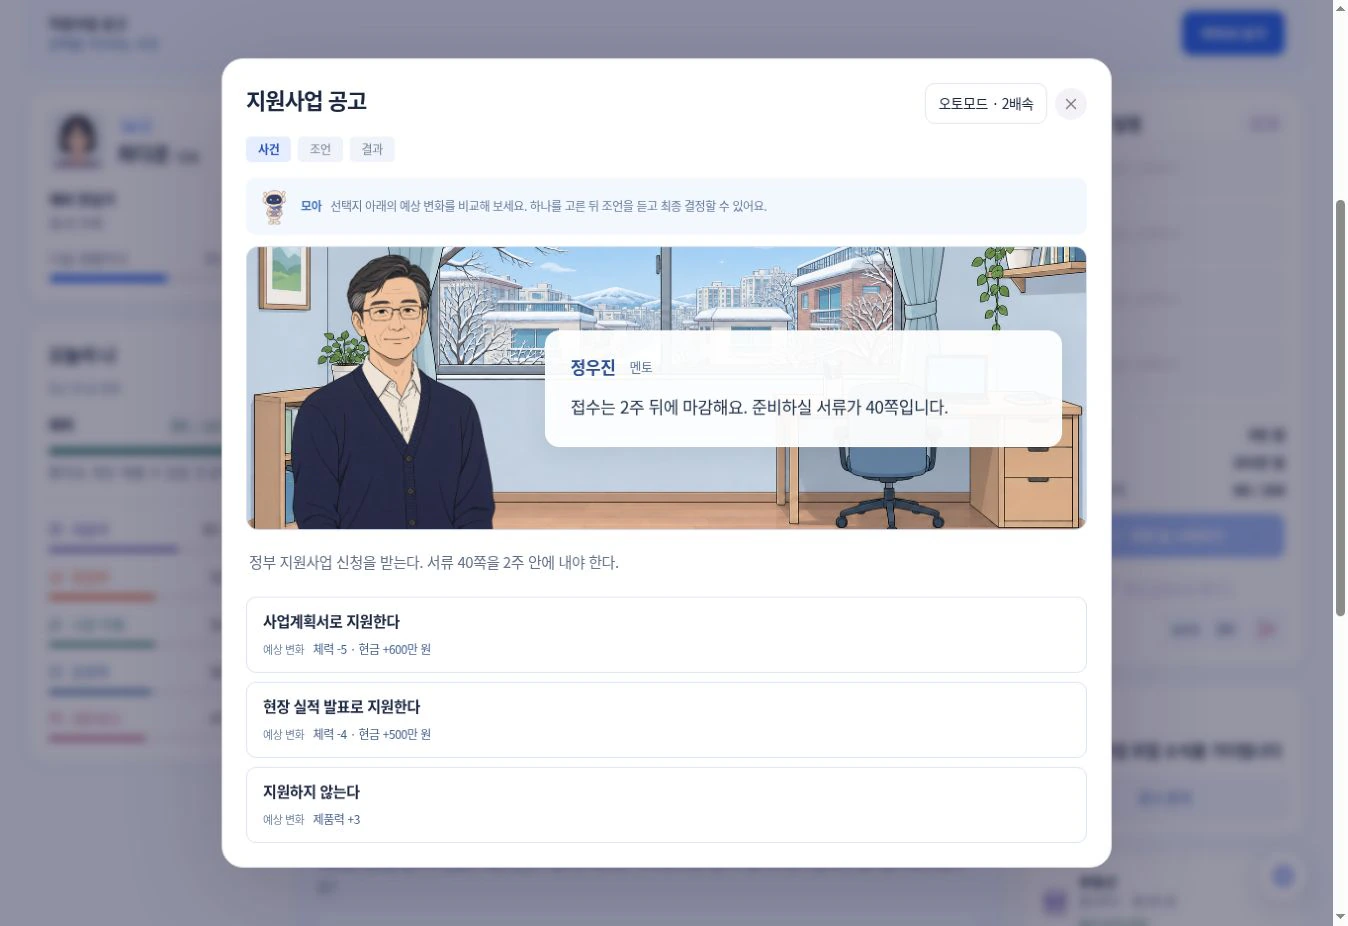 지원사업 공고
오토모드 · 2배속
사건
조언
결과
모아 선택지 아래의 예상 변화를 비교해 보세요. 하나를 고른 뒤 조언을 듣고 최종 결정할 수 있어요.
정우진 멘토
접수는 2주 뒤에 마감해요. 준비하실 서류가 40쪽입니다.
정부 지원사업 신청을 받는다. 서류 40쪽을 2주 안에 내야 한다.
사업계획서로 지원한다
예상 변화 체력 -5 · 현금 +600만 원
현장 실적 발표로 지원한다
예상 변화 체력 -4 · 현금 +500만 원
지원하지 않는다
예상 변화 제품력 +3